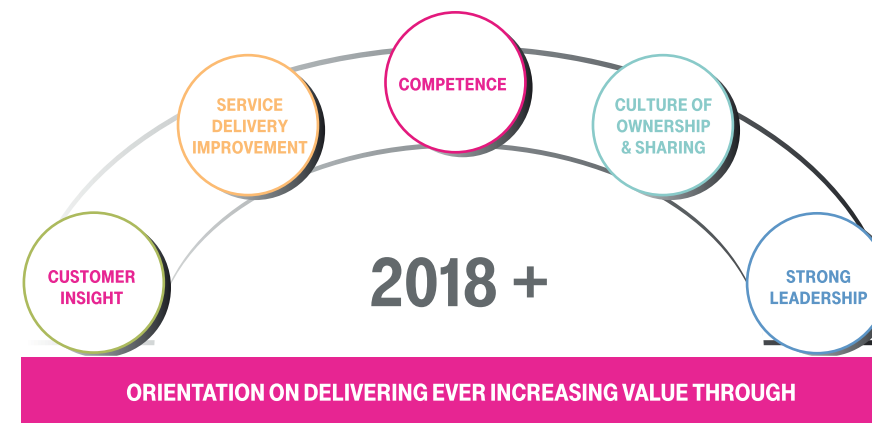 COMPETENCE
SERVICE
DELIVERY
IMPROVEMENT
CULTURE OF
OWNERSHIP
& SHARING
CUSTOMER
INSIGHT
2018 +
STRONG
LEADERSHIP
ORIENTATION ON DELIVERING EVER INCREASING VALUE THROUGH